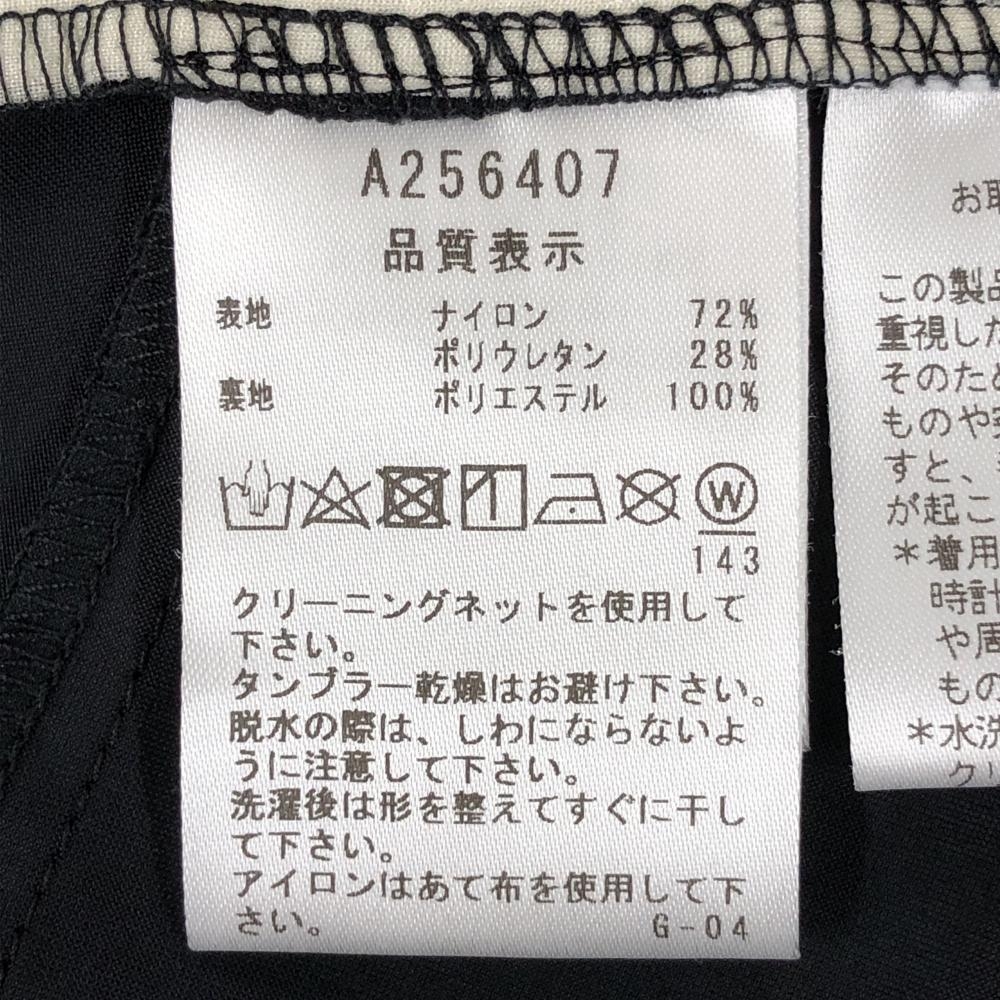 A256407
品質表示
表地 ナイロン 72%
ポリウレタン 28%
裏地 ポリエステル 100%
W
143
クリーニングネットを使用して
下さい。
タンブラー乾燥はお避け下さい。
脱水の際は、しわにならないよ
うに注意して下さい。
洗濯後は形を整えてすぐに干し
て下さい。
アイロンはあて布を使用して下
さい。
G-04
お取
この製品
重視した
そのため
ものや
すと、
が起こ
*着用
時計
や周
もの
*水洗
クリ